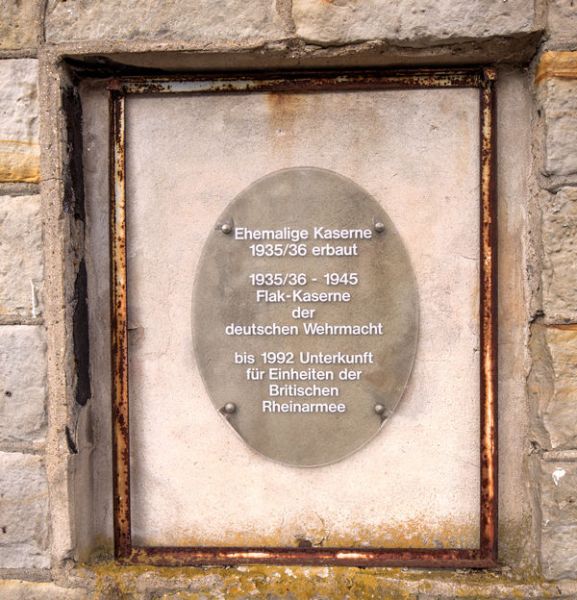 Ehemalige Kaserne
1935/36 erbaut
1935/36 - 1945
Flak-Kaserne
der
deutschen Wehrmacht
bis 1992 Unterkunft
für Einheiten der
Britischen
Rheinarmee